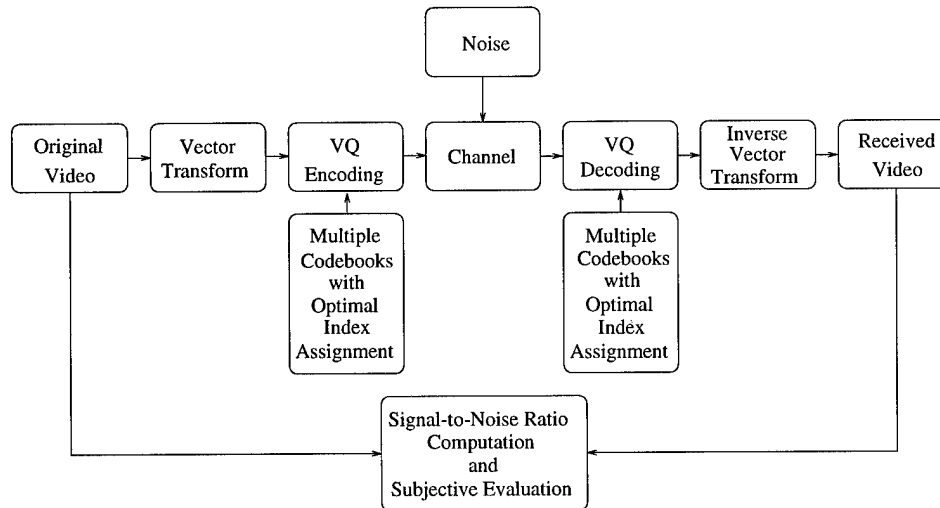 Noise
Original
Video
Vector
Transform
VQ
Encoding
Channel
VQ
Decoding
Inverse
Vector
Transform
Received
Video
Multiple
Codebooks
with
Optimal
Index
Assignment
Multiple
Codebooks
with
Optimal
Index
Assignment
Signal-to-Noise Ratio
Computation
and
Subjective Evaluation